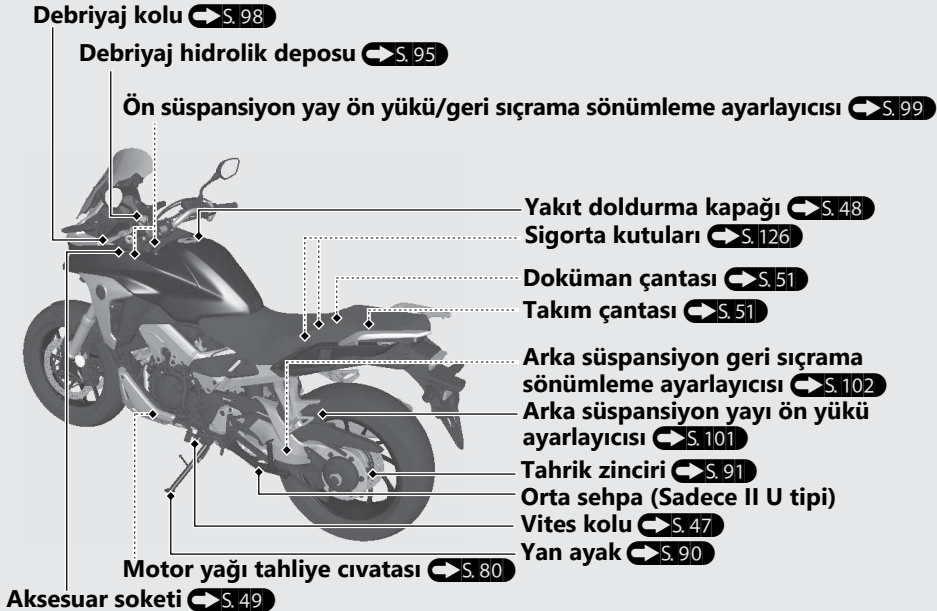 Debriyaj kolu S. 98
Debriyaj hidrolik deposu S. 95
Ön süspansiyon yay ön yükü/geri sıçrama sönümleme ayarlayıcısı S. 99
Yakıt doldurma kapağı S. 48
Sigorta kutuları S. 126
Doküman çantası S. 51
Takım çantası S. 51
Arka süspansiyon geri sıçrama
sönümleme ayarlayıcısı S. 102
Arka süspansiyon yayı ön yükü
ayarlayıcısı S. 101
Tahrik zinciri S. 91
Orta sehpa (Sadece II U tipi)
Vites kolu S. 47
Yan ayak S. 90
Motor yağı tahliye cıvatası S. 80
Aksesuar soketi S. 49